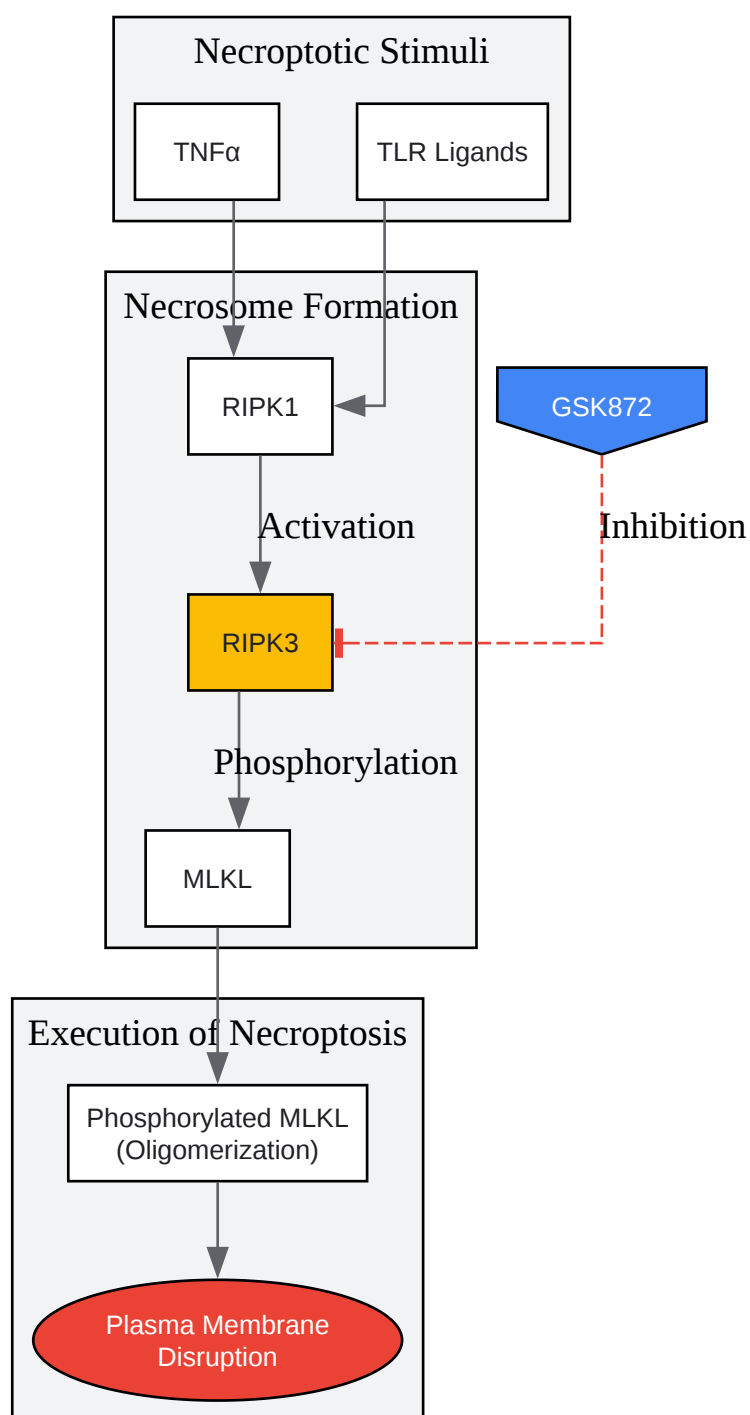 Necroptotic Stimuli
TNFα
TLR Ligands
Necrosome Formation
RIPK1
GSK872
Activation
Inhibition
RIPK3
Phosphorylation
MLKL
Execution of Necroptosis
Phosphorylated MLKL
(Oligomerization)
Plasma Membrane
Disruption